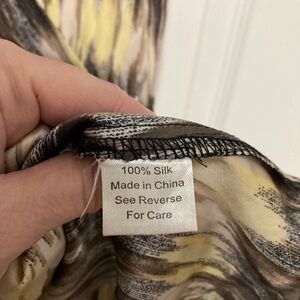 100% Silk
Made in China
See Reverse
For Care